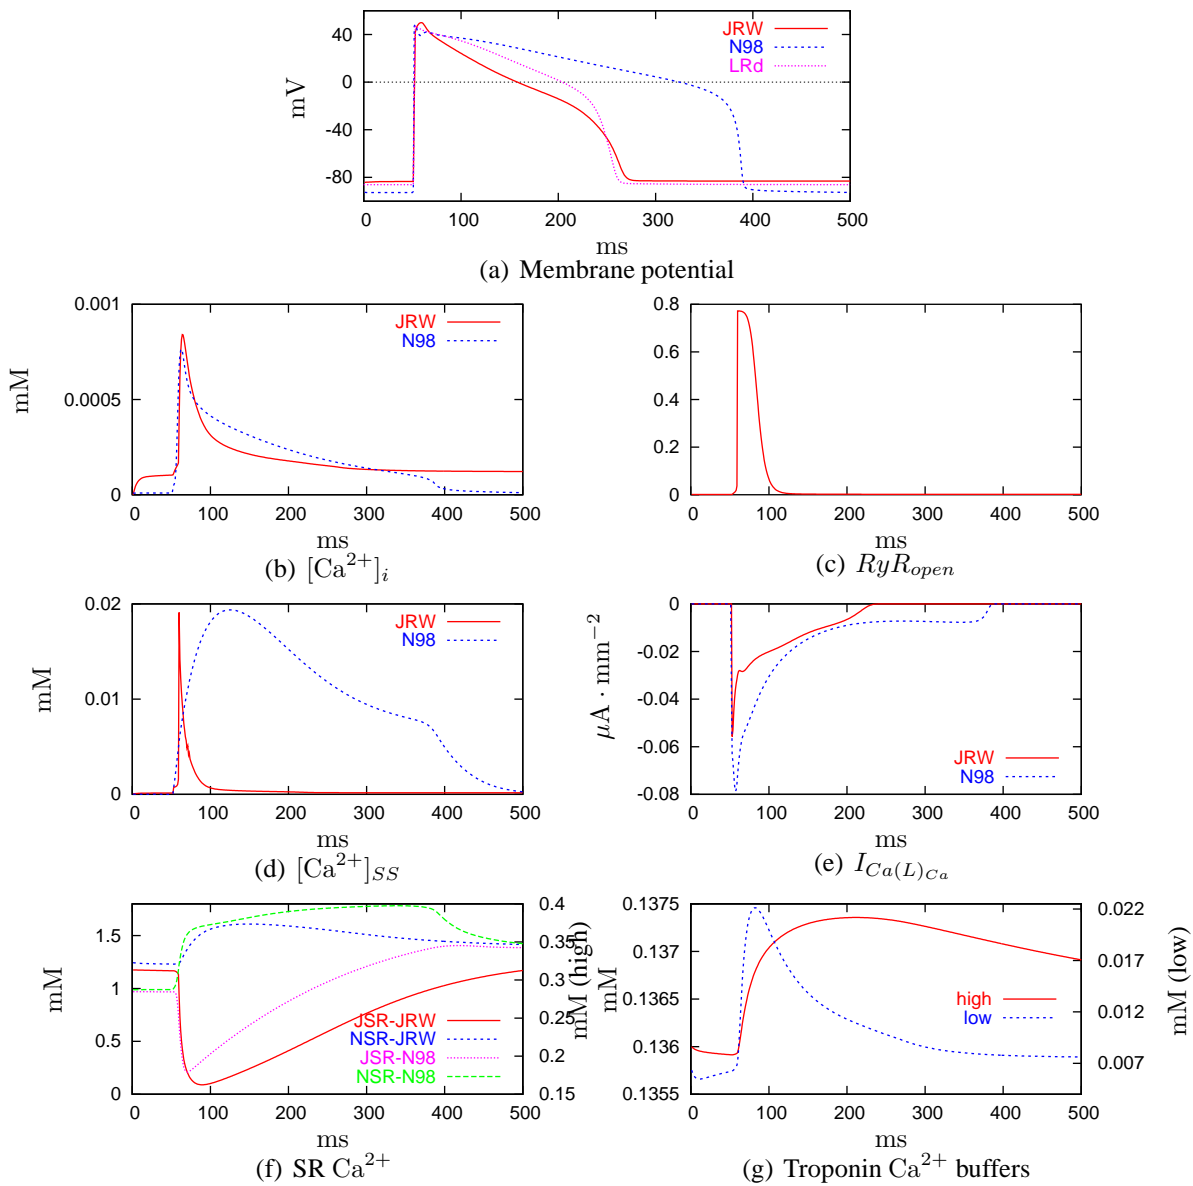 40
0
-40
-80
mV
JRW
N98
LRd
0 100 200 300 400 500
ms
(a) Membrane potential
0.001
0.0005
0
mM
JRW
N98
0 100 200 300 400 500
ms
(b) [Ca²⁺]ᵢ
0.8
0.6
0.4
0.2
0
0 100 200 300 400 500
ms
(c) RyR_open
0.02
0.01
0
mM
JRW
N98
0 100 200 300 400 500
ms
(d) [Ca²⁺]_SS
0
-0.02
-0.04
-0.06
-0.08
μA · mm⁻²
JRW
N98
0 100 200 300 400 500
ms
(e) I_Ca(L)_Ca
1.5
1
0.5
0
mM
0.4
0.35
0.3
0.25
0.2
0.15
mM (high)
JSR-JRW
NSR-JRW
JSR-N98
NSR-N98
0 100 200 300 400 500
ms
(f) SR Ca²⁺
0.1375
0.137
0.1365
0.136
0.1355
mM
0.022
0.017
0.012
0.007
mM (low)
high
low
0 100 200 300 400 500
ms
(g) Troponin Ca²⁺ buffers